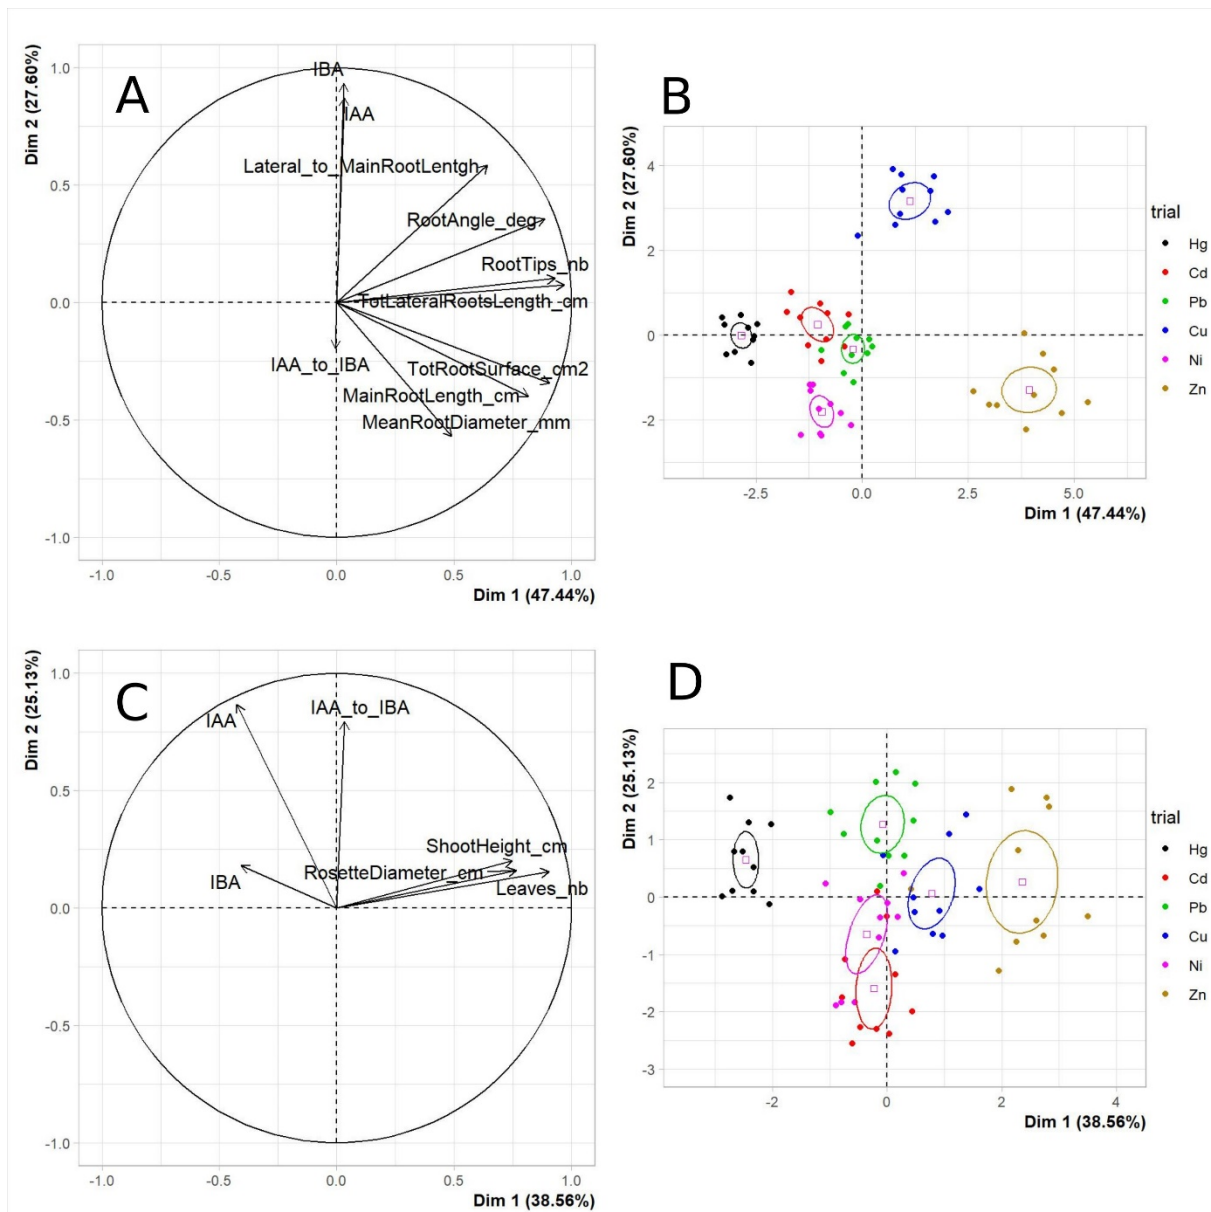 A
Dim 2 (27.60%)
1.0
0.5
0.0
-0.5
-1.0
IBA
IAA
Lateral_to_MainRootLentgh
RootAngle_deg
RootTips_nb
TotLateralRootsLength_cm
IAA_to_IBA
TotRootSurface_cm2
MainRootLength_cm
MeanRootDiameter_mm
-1.0 -0.5 0.0 0.5 1.0
Dim 1 (47.44%)
B
Dim 2 (27.60%)
4
2
0
-2
-2.5 0.0 2.5 5.0
Dim 1 (47.44%)
trial
Hg
Cd
Pb
Cu
Ni
Zn
C
Dim 2 (25.13%)
1.0
0.5
0.0
-0.5
-1.0
IAA
IAA_to_IBA
ShootHeight_cm
RosetteDiameter_cm
IBA
Leaves_nb
-1.0 -0.5 0.0 0.5 1.0
Dim 1 (38.56%)
D
Dim 2 (25.13%)
2
1
0
-1
-2
-3
-2 0 2 4
Dim 1 (38.56%)
trial
Hg
Cd
Pb
Cu
Ni
Zn